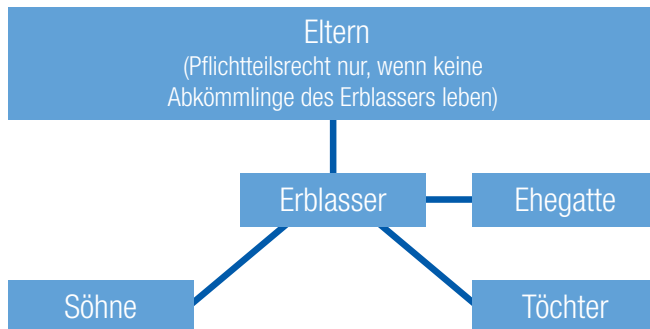 Eltern
(Pflichtteilsrecht nur, wenn keine
Abkömmlinge des Erblassers leben)
Erblasser
Ehegatte
Söhne
Töchter